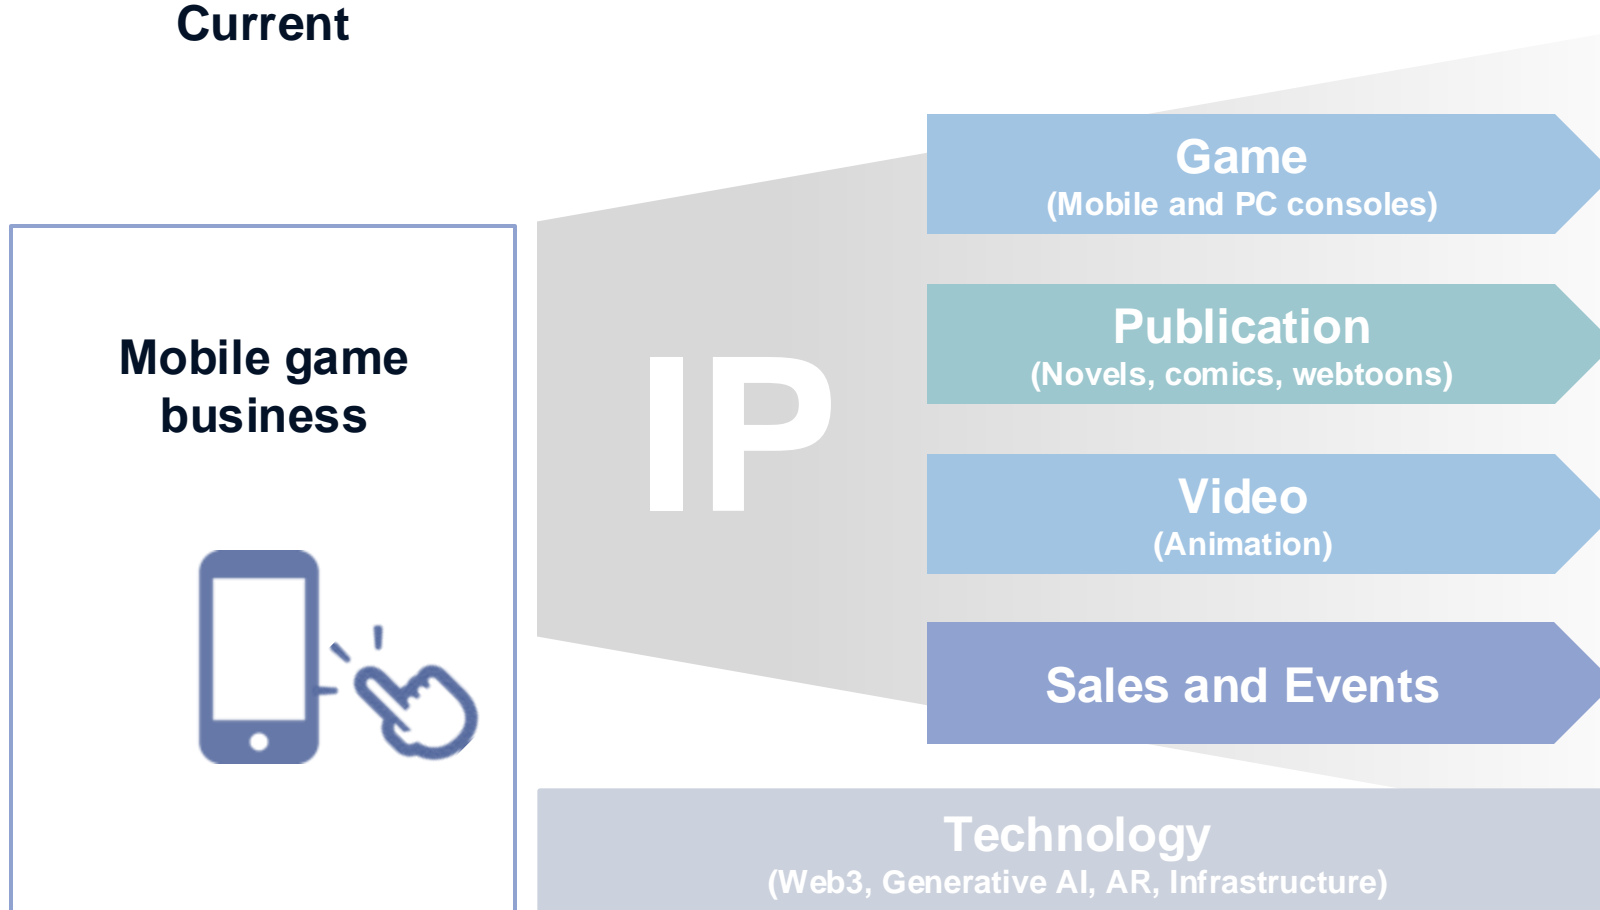 Current
Mobile game
business
IP
Game
(Mobile and PC consoles)
Publication
(Novels, comics, webtoons)
Video
(Animation)
Sales and Events
Technology
(Web3, Generative AI, AR, Infrastructure)